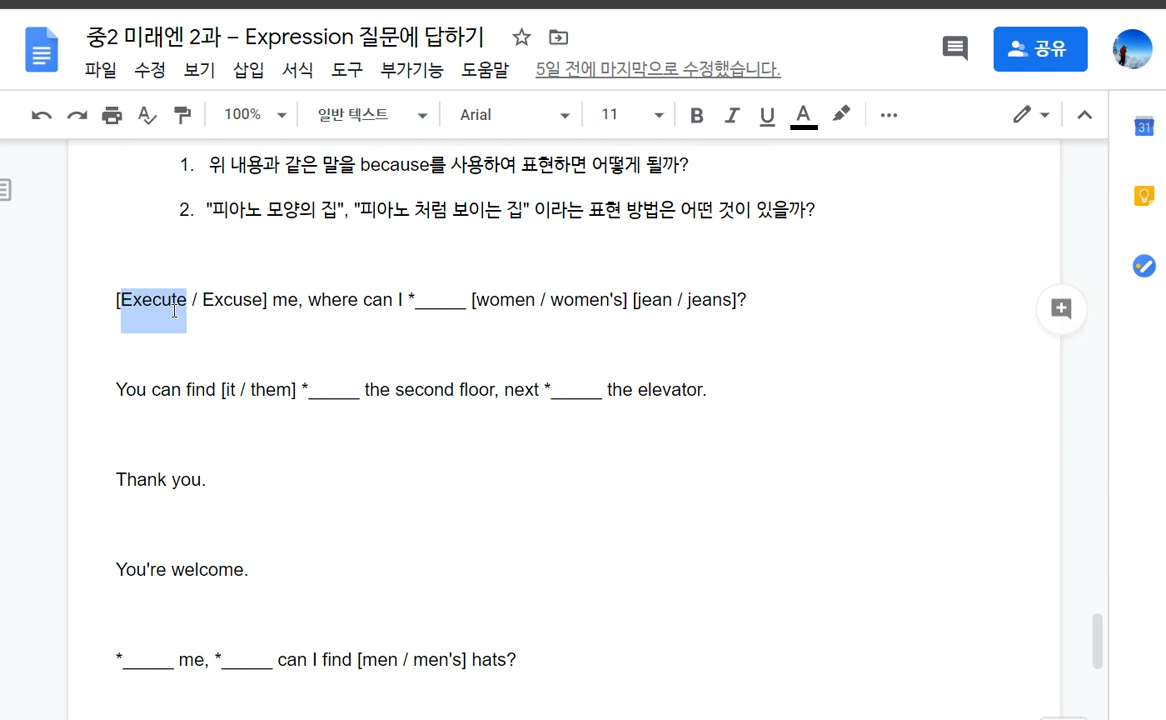 중2 미래엔 2과 – Expression 질문에 답하기
파일 수정 보기 삽입 서식 도구 부가기능 도움말 5일 전에 마지막으로 수정했습니다.
공유
100% 일반 텍스트 Arial 11 B I U A
31
1. 위 내용과 같은 말을 because를 사용하여 표현하면 어떻게 될까?
2. "피아노 모양의 집", "피아노 처럼 보이는 집" 이라는 표현 방법은 어떤 것이 있을까?
[Execute / Excuse] me, where can I *_____ [women / women's] [jean / jeans]?
You can find [it / them] *_____ the second floor, next *_____ the elevator.
Thank you.
You're welcome.
*_____ me, *_____ can I find [men / men's] hats?